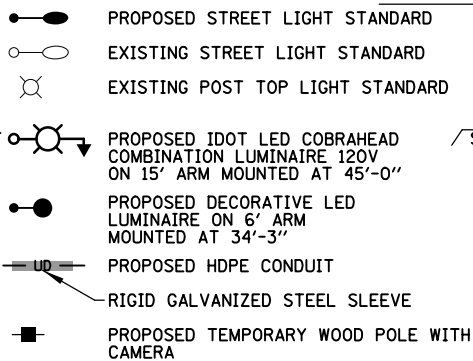 PROPOSED STREET LIGHT STANDARD
EXISTING STREET LIGHT STANDARD
EXISTING POST TOP LIGHT STANDARD
PROPOSED IDOT LED COBRAHEAD
COMBINATION LUMINAIRE 120V
ON 15' ARM MOUNTED AT 45'-0"
PROPOSED DECORATIVE LED
LUMINAIRE ON 6' ARM
MOUNTED AT 34'-3"
UD PROPOSED HDPE CONDUIT
RIGID GALVANIZED STEEL SLEEVE
PROPOSED TEMPORARY WOOD POLE WITH
CAMERA